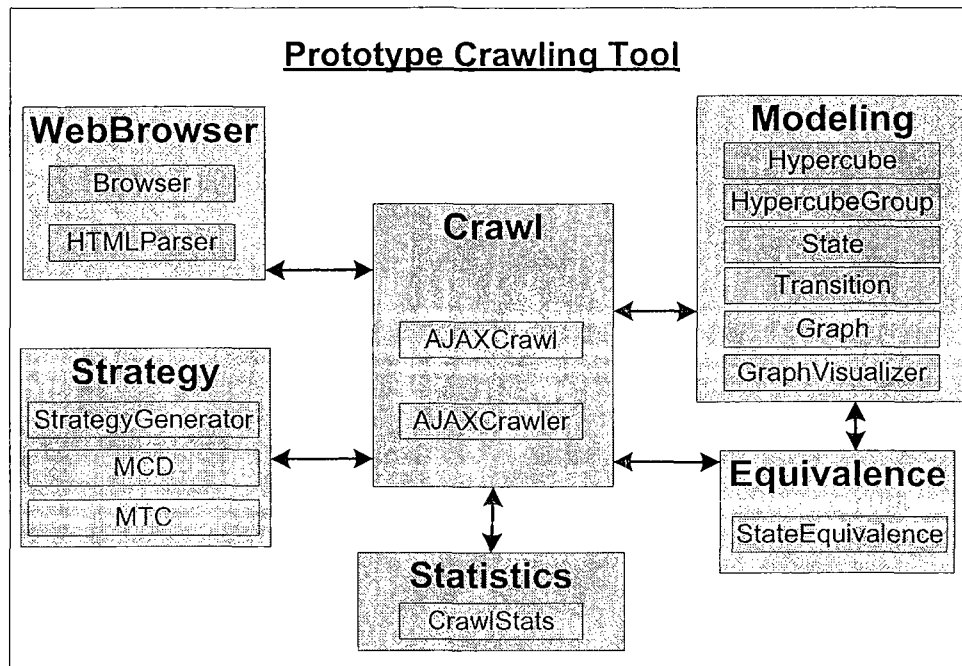 Prototype Crawling Tool
WebBrowser
Browser
HTMLParser
Strategy
StrategyGenerator
MCD
MTC
Crawl
AJAXCrawl
AJAXCrawler
Statistics
CrawlStats
Modeling
Hypercube
HypercubeGroup
State
Transition
Graph
GraphVisualizer
Equivalence
StateEquivalence